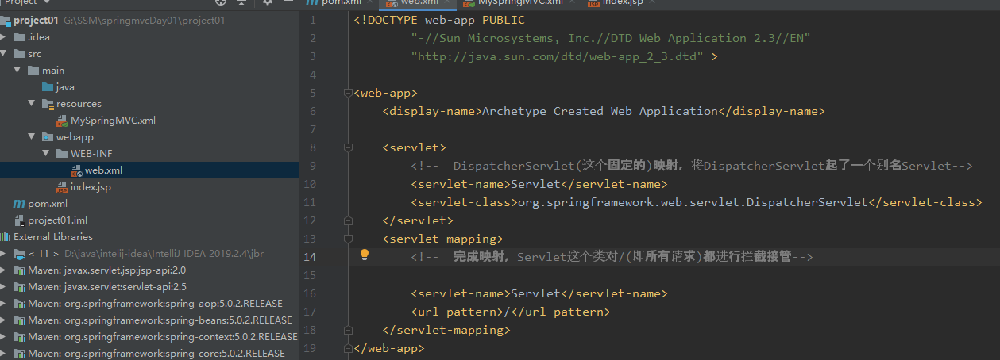 Project
project01 G:\SSM\springmvcDay01\project01
.idea
src
main
java
resources
MySpringMVC.xml
webapp
WEB-INF
web.xml
index.jsp
pom.xml
project01.iml
External Libraries
< 11 > D:\java\intelij-idea\IntelliJ IDEA 2019.2.4\jbr
Maven: javax.servlet.jsp:jsp-api:2.0
Maven: javax.servlet:servlet-api:2.5
Maven: org.springframework:spring-aop:5.0.2.RELEASE
Maven: org.springframework:spring-beans:5.0.2.RELEASE
Maven: org.springframework:spring-context:5.0.2.RELEASE
Maven: org.springframework:spring-core:5.0.2.RELEASE
pom.xml web.xml MySpringMVC.xml index.jsp
1 <!DOCTYPE web-app PUBLIC
2 "-//Sun Microsystems, Inc.//DTD Web Application 2.3//EN"
3 "http://java.sun.com/dtd/web-app_2_3.dtd" >
4
5 <web-app>
6 <display-name>Archetype Created Web Application</display-name>
7
8 <servlet>
9 <!-- DispatcherServlet(这个固定的)映射，将DispatcherServlet起了一个别名Servlet-->
10 <servlet-name>Servlet</servlet-name>
11 <servlet-class>org.springframework.web.servlet.DispatcherServlet</servlet-class>
12 </servlet>
13 <servlet-mapping>
14 <!-- 完成映射，Servlet这个类对/(即所有请求)都进行拦截接管-->
15
16 <servlet-name>Servlet</servlet-name>
17 <url-pattern>/</url-pattern>
18 </servlet-mapping>
19 </web-app>